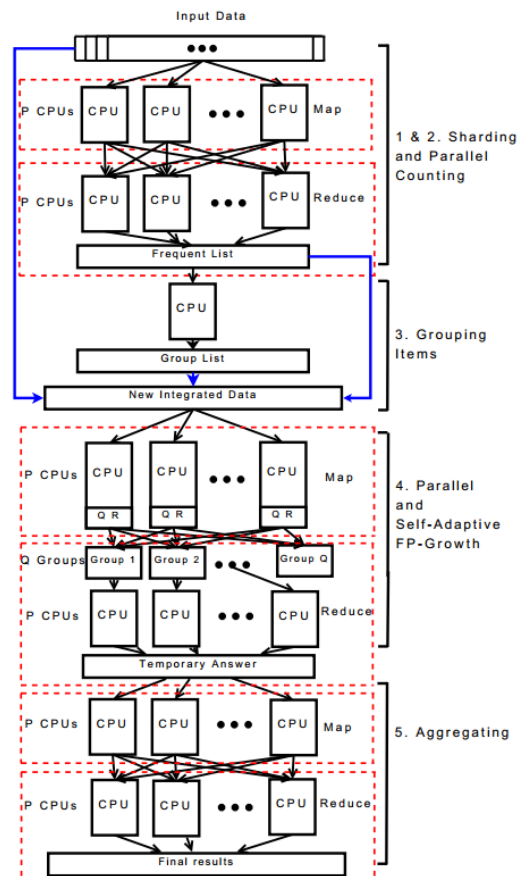 Input Data
P CPUs
CPU
CPU
CPU
Map
1 & 2. Sharding
and Parallel
Counting
P CPUs
CPU
CPU
CPU
Reduce
Frequent List
CPU
3. Grouping
Items
Group List
New Integrated Data
P CPUs
CPU
CPU
CPU
Map
Q R
Q R
Q R
4. Parallel
and
Self-Adaptive
FP-Growth
Q Groups
Group 1
Group 2
Group Q
P CPUs
CPU
CPU
CPU
Reduce
Temporary Answer
P CPUs
CPU
CPU
CPU
Map
5. Aggregating
P CPUs
CPU
CPU
CPU
Reduce
Final results